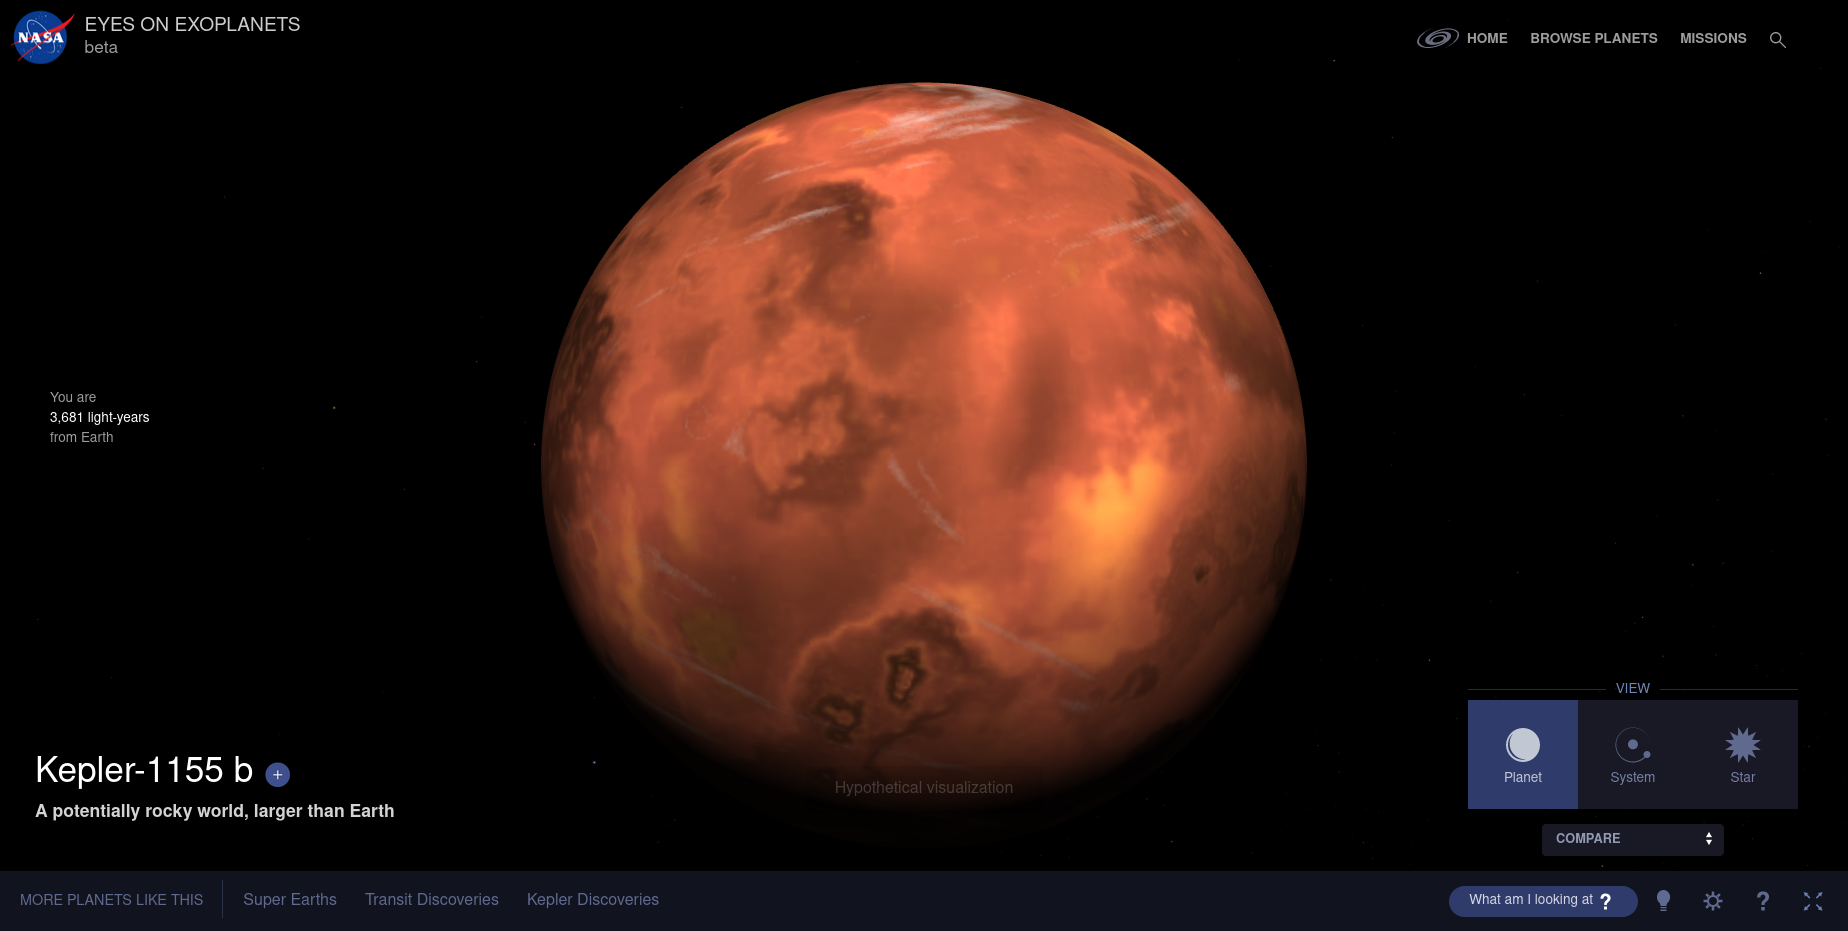 NASA
EYES ON EXOPLANETS
beta
HOME
BROWSE PLANETS
MISSIONS
You are
3,681 light-years
from Earth
VIEW
Planet
System
Star
Kepler-1155 b +
A potentially rocky world, larger than Earth
Hypothetical visualization
COMPARE
MORE PLANETS LIKE THIS
Super Earths
Transit Discoveries
Kepler Discoveries
What am I looking at ?
?